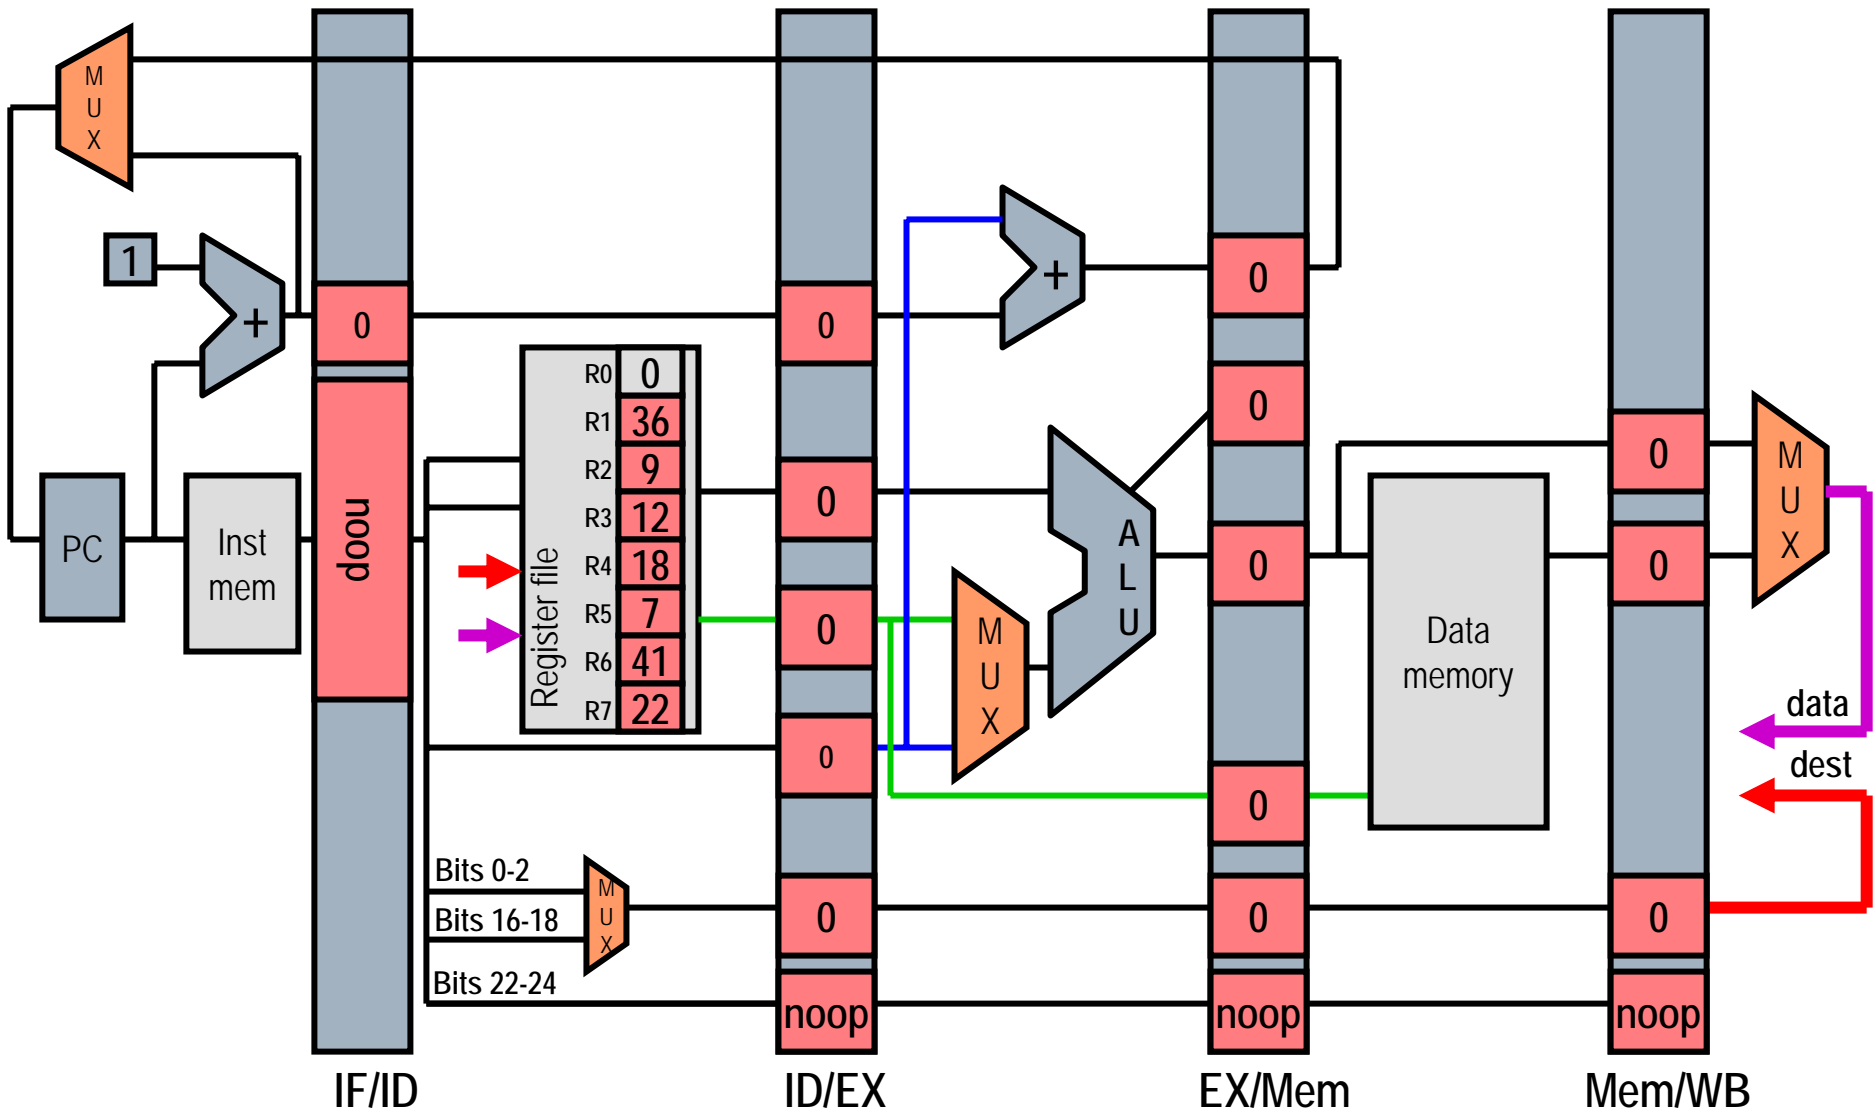 M
U
X
1
+
0
PC
Inst
mem
noop
Register file
R0 0
R1 36
R2 9
R3 12
R4 18
R5 7
R6 41
R7 22
Bits 0-2
Bits 16-18
Bits 22-24
M
U
X
0
0
0
0
0
noop
+
M
U
X
A
L
U
0
0
0
0
0
noop
Data
memory
0
0
0
noop
M
U
X
data
dest
IF/ID
ID/EX
EX/Mem
Mem/WB